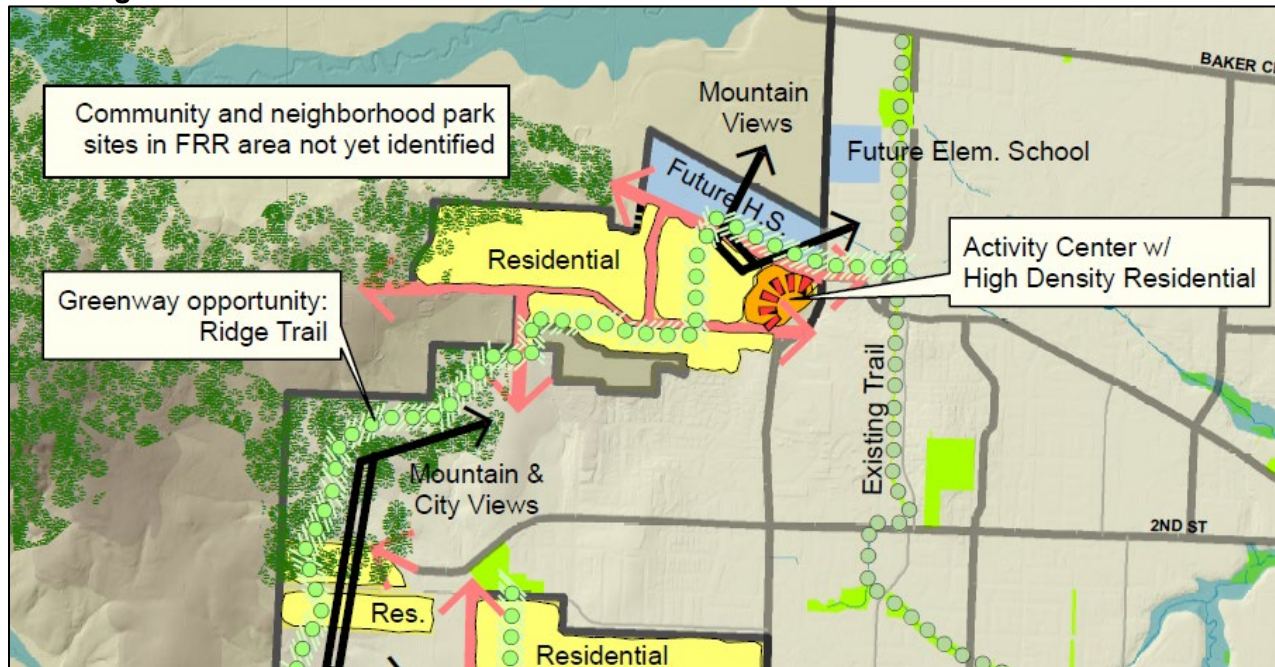 Community and neighborhood park
sites in FRR area not yet identified
Mountain
Views
BAKER
Future Elem. School
Future H.S.
Residential
Activity Center w/
High Density Residential
Greenway opportunity:
Ridge Trail
Existing Trail
Mountain &
City Views
2ND ST
Res.
Residential